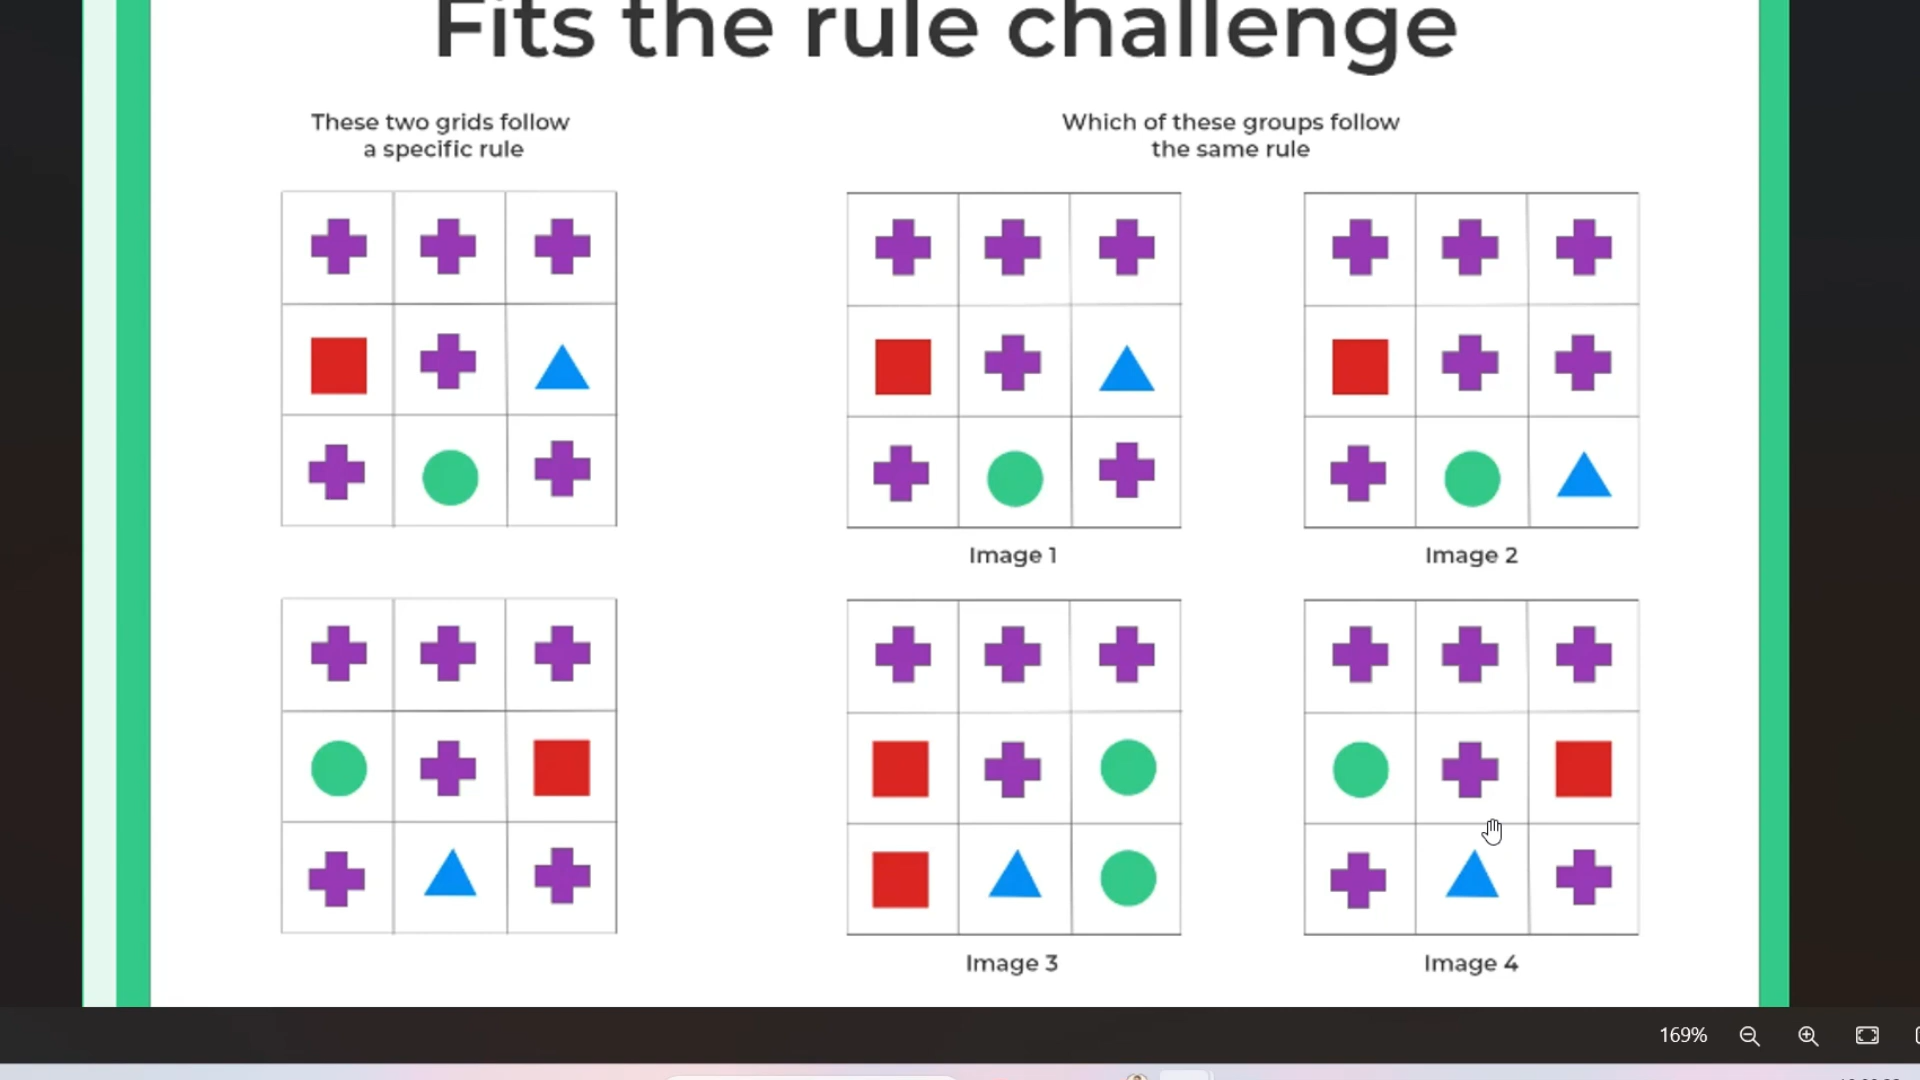 Fits the rule challenge
These two grids follow
a specific rule
Which of these groups follow
the same rule
Image 1
Image 2
Image 3
Image 4
169%